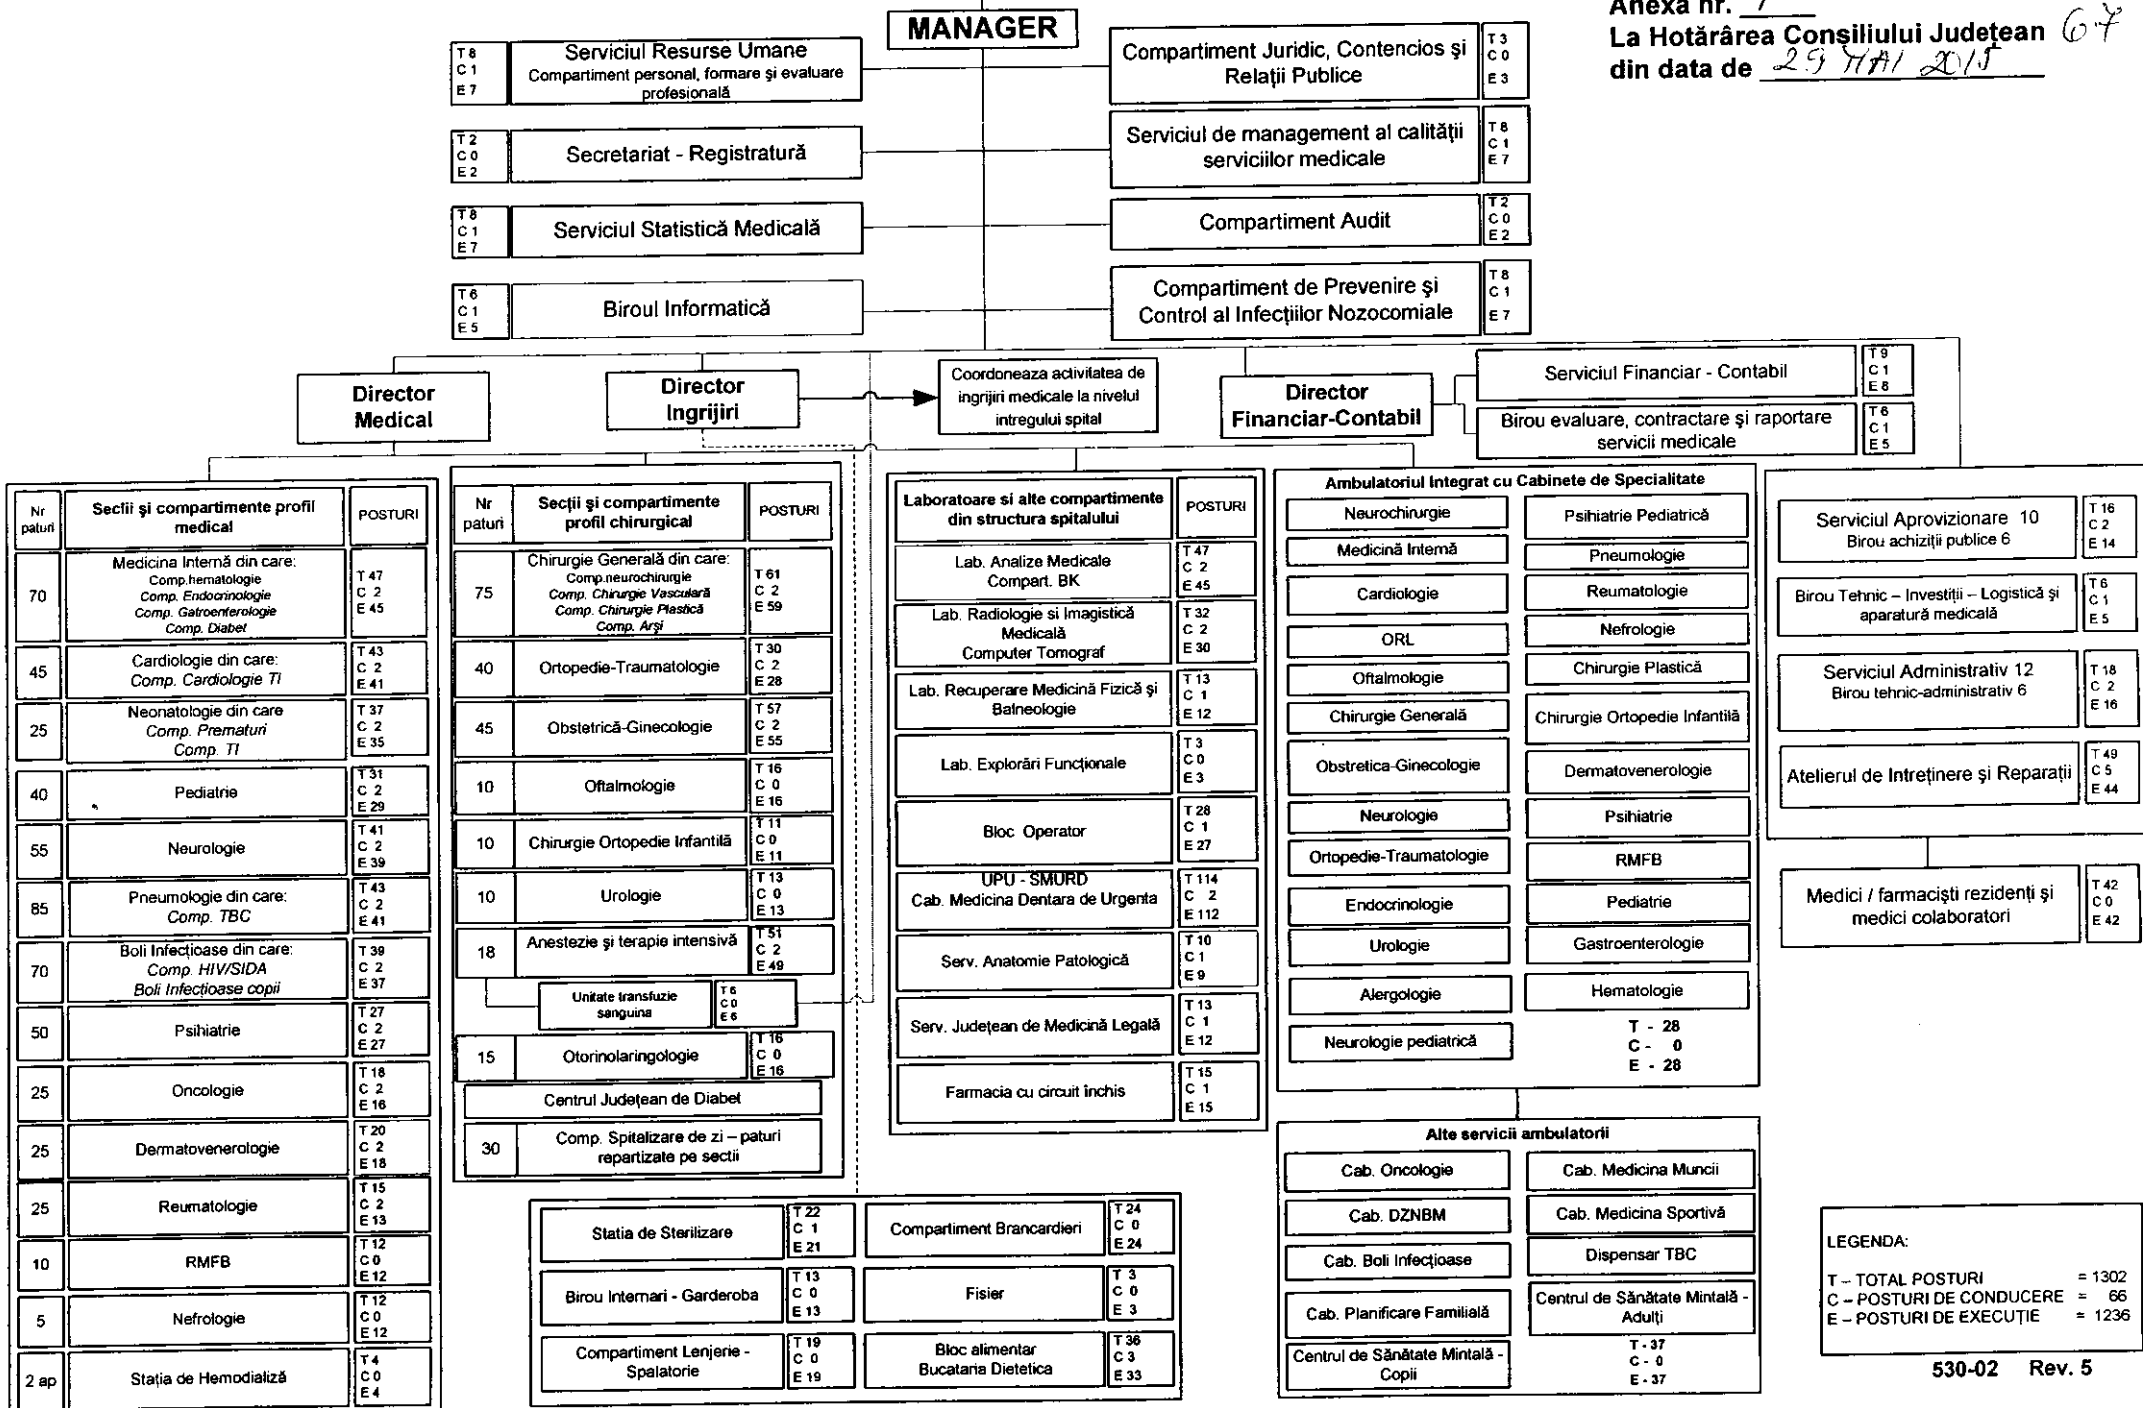 Anexa nr. 1
La Hotărârea Consiliului Județean 67
din data de 29 MAI 2015
MANAGER
T 8
C 1
E 7
Serviciul Resurse Umane
Compartiment personal, formare și evaluare
profesională
Compartiment Juridic, Contencios și
Relații Publice
T 3
C 0
E 3
T 2
C 0
E 2
Secretariat - Registratură
Serviciul de management al calității
serviciilor medicale
T 8
C 1
E 7
T 8
C 1
E 7
Serviciul Statistică Medicală
Compartiment Audit
T 2
C 0
E 2
T 6
C 1
E 5
Biroul Informatică
Compartiment de Prevenire și
Control al Infecțiilor Nozocomiale
T 8
C 1
E 7
Director
Medical
Director
Ingrijiri
Coordoneaza activitatea de
ingrijiri medicale la nivelul
intregului spital
Director
Financiar-Contabil
Serviciul Financiar - Contabil
T 9
C 1
E 8
Birou evaluare, contractare și raportare
servicii medicale
T 6
C 1
E 5
Nr
paturi
Sectii și compartimente profil
medical
POSTURI
70
Medicina Internă din care:
Comp.hematologie
Comp. Endocrinologie
Comp. Gatroenterologie
Comp. Diabet
T 47
C 2
E 45
45
Cardiologie din care:
Comp. Cardiologie TI
T 43
C 2
E 41
25
Neonatologie din care
Comp. Prematuri
Comp. TI
T 37
C 2
E 35
40
Pediatrie
T 31
C 2
E 29
55
Neurologie
T 41
C 2
E 39
85
Pneumologie din care:
Comp. TBC
T 43
C 2
E 41
70
Boli Infecțioase din care:
Comp. HIV/SIDA
Boli Infecțioase copii
T 39
C 2
E 37
50
Psihiatrie
T 27
C 2
E 27
25
Oncologie
T 18
C 2
E 16
25
Dermatovenerologie
T 20
C 2
E 18
25
Reumatologie
T 15
C 2
E 13
10
RMFB
T 12
C 0
E 12
5
Nefrologie
T 12
C 0
E 12
2 ap
Stația de Hemodializă
T 4
C 0
E 4
Nr
paturi
Secții și compartimente
profil chirurgical
POSTURI
75
Chirurgie Generală din care:
Comp.neurochirurgie
Comp. Chirurgie Vasculară
Comp. Chirurgie Plastică
Comp. Arși
T 61
C 2
E 59
40
Ortopedie-Traumatologie
T 30
C 2
E 28
45
Obstetrică-Ginecologie
T 57
C 2
E 55
10
Oftalmologie
T 16
C 0
E 16
10
Chirurgie Ortopedie Infantilă
T 11
C 0
E 11
10
Urologie
T 13
C 0
E 13
18
Anestezie și terapie intensivă
T 51
C 2
E 49
Unitate transfuzie
sanguina
T 6
C 0
E 6
15
Otorinolaringologie
T 16
C 0
E 16
Centrul Județean de Diabet
30
Comp. Spitalizare de zi – paturi
repartizate pe sectii
Laboratoare si alte compartimente
din structura spitalului
POSTURI
Lab. Analize Medicale
Compart. BK
T 47
C 2
E 45
Lab. Radiologie si Imagistică
Medicală
Computer Tomograf
T 32
C 2
E 30
Lab. Recuperare Medicină Fizică și
Balneologie
T 13
C 1
E 12
Lab. Explorări Funcționale
T 3
C 0
E 3
Bloc Operator
T 28
C 1
E 27
UPU - SMURD
Cab. Medicina Dentara de Urgenta
T 114
C 2
E 112
Serv. Anatomie Patologică
T 10
C 1
E 9
Serv. Județean de Medicină Legală
T 13
C 1
E 12
Farmacia cu circuit închis
T 15
C 1
E 15
Statia de Sterilizare
T 22
C 1
E 21
Compartiment Brancardieri
T 24
C 0
E 24
Birou Internari - Garderoba
T 13
C 0
E 13
Fisier
T 3
C 0
E 3
Compartiment Lenjerie -
Spalatorie
T 19
C 0
E 19
Bloc alimentar
Bucataria Dietetica
T 36
C 3
E 33
Ambulatoriul Integrat cu Cabinete de Specialitate
Neurochirurgie
Psihiatrie Pediatrică
Medicină Internă
Pneumologie
Cardiologie
Reumatologie
ORL
Nefrologie
Oftalmologie
Chirurgie Plastică
Chirurgie Generală
Chirurgie Ortopedie Infantilă
Obstretica-Ginecologie
Dermatovenerologie
Neurologie
Psihiatrie
Ortopedie-Traumatologie
RMFB
Endocrinologie
Pediatrie
Urologie
Gastroenterologie
Alergologie
Hematologie
Neurologie pediatrică
T - 28
C - 0
E - 28
Alte servicii ambulatorii
Cab. Oncologie
Cab. Medicina Muncii
Cab. DZNBM
Cab. Medicina Sportivă
Cab. Boli Infecțioase
Dispensar TBC
Cab. Planificare Familială
Centrul de Sănătate Mintală -
Adulți
Centrul de Sănătate Mintală -
Copii
T - 37
C - 0
E - 37
Serviciul Aprovizionare 10
Birou achiziții publice 6
T 16
C 2
E 14
Birou Tehnic – Investiții – Logistică și
aparatură medicală
T 6
C 1
E 5
Serviciul Administrativ 12
Birou tehnic-administrativ 6
T 18
C 2
E 16
Atelierul de Intreținere și Reparații
T 49
C 5
E 44
Medici / farmaciști rezidenți și
medici colaboratori
T 42
C 0
E 42
LEGENDA:
T – TOTAL POSTURI = 1302
C – POSTURI DE CONDUCERE = 66
E – POSTURI DE EXECUȚIE = 1236
530-02 Rev. 5